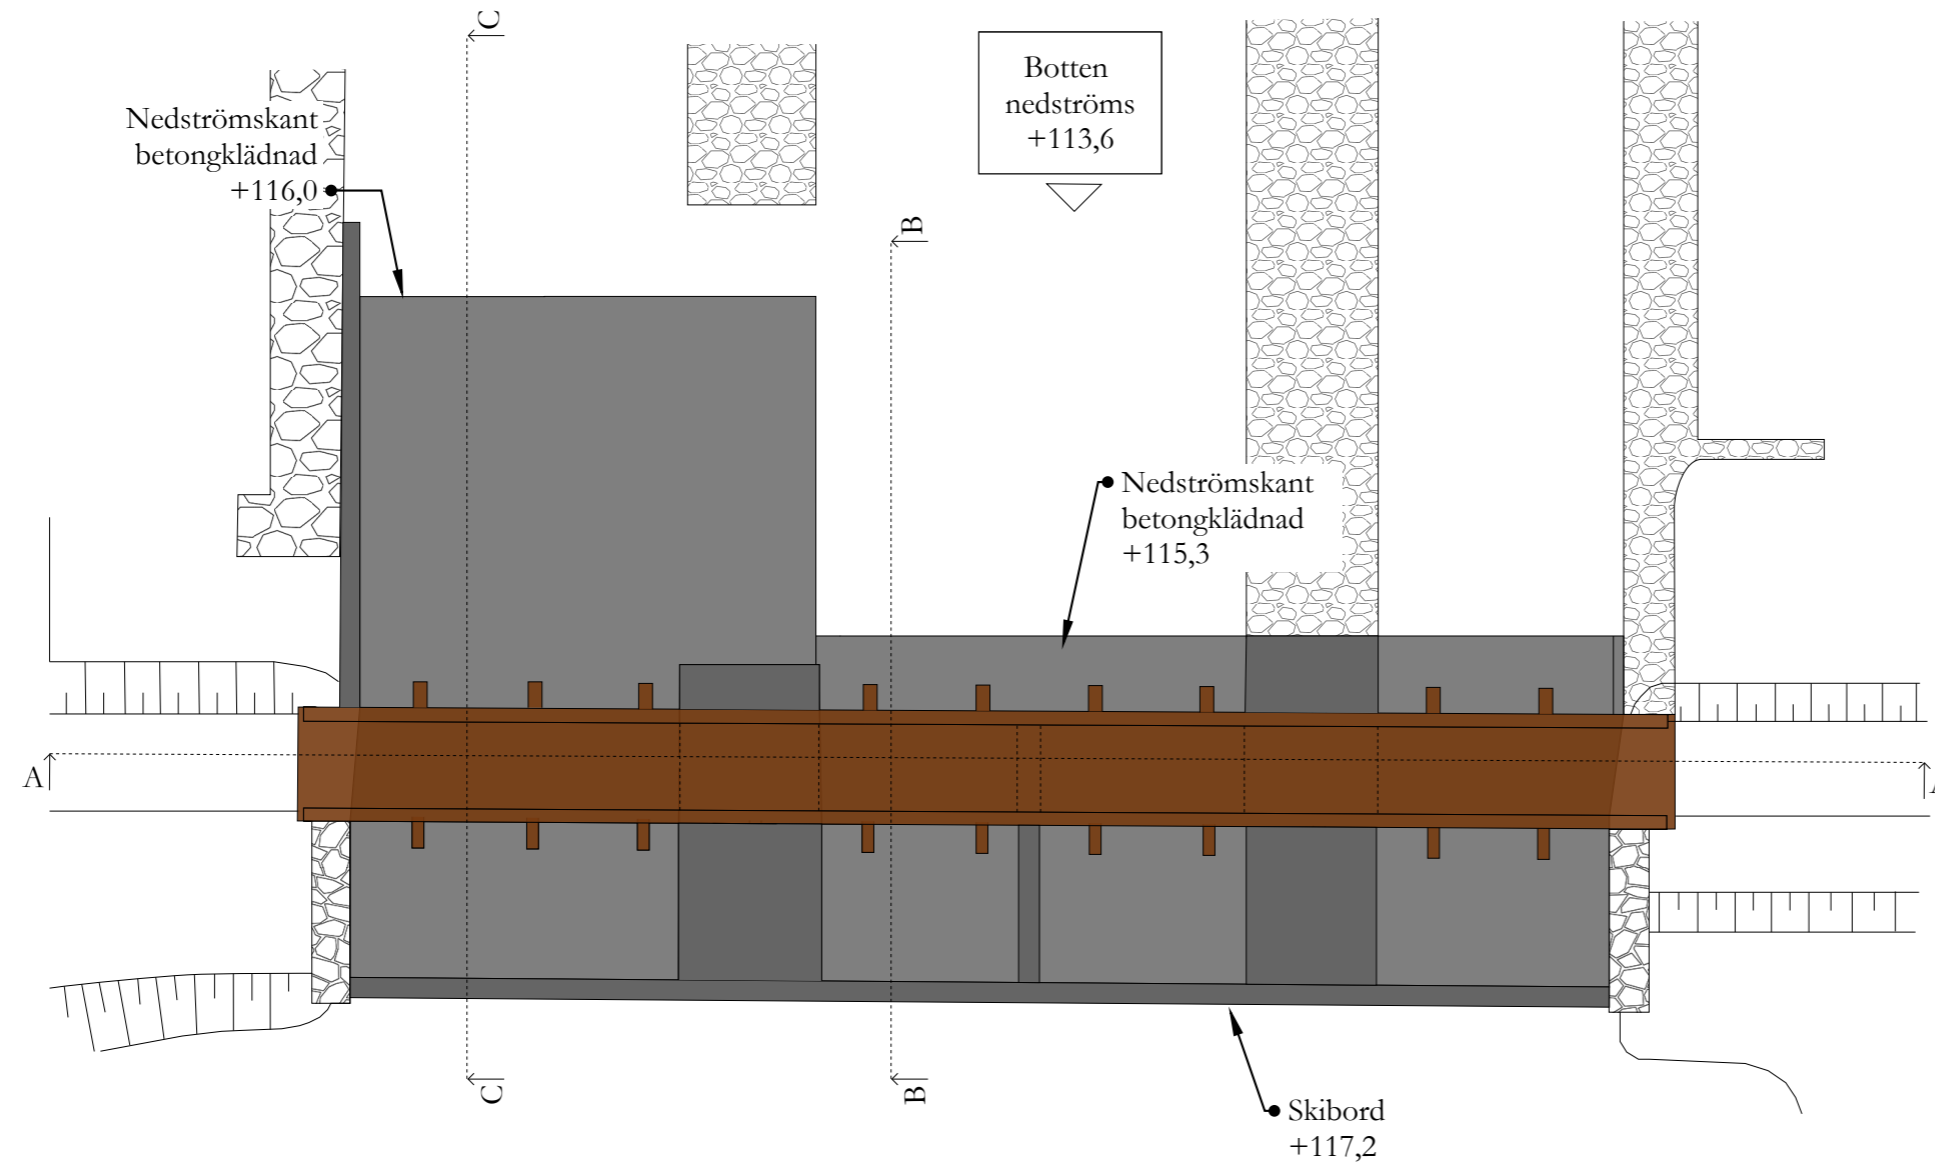 C
Botten
nedströms
+113,6
Nedströmskant
betongklädnad
+116,0
B
Nedströmskant
betongklädnad
+115,3
A
C
B
Skibord
+117,2